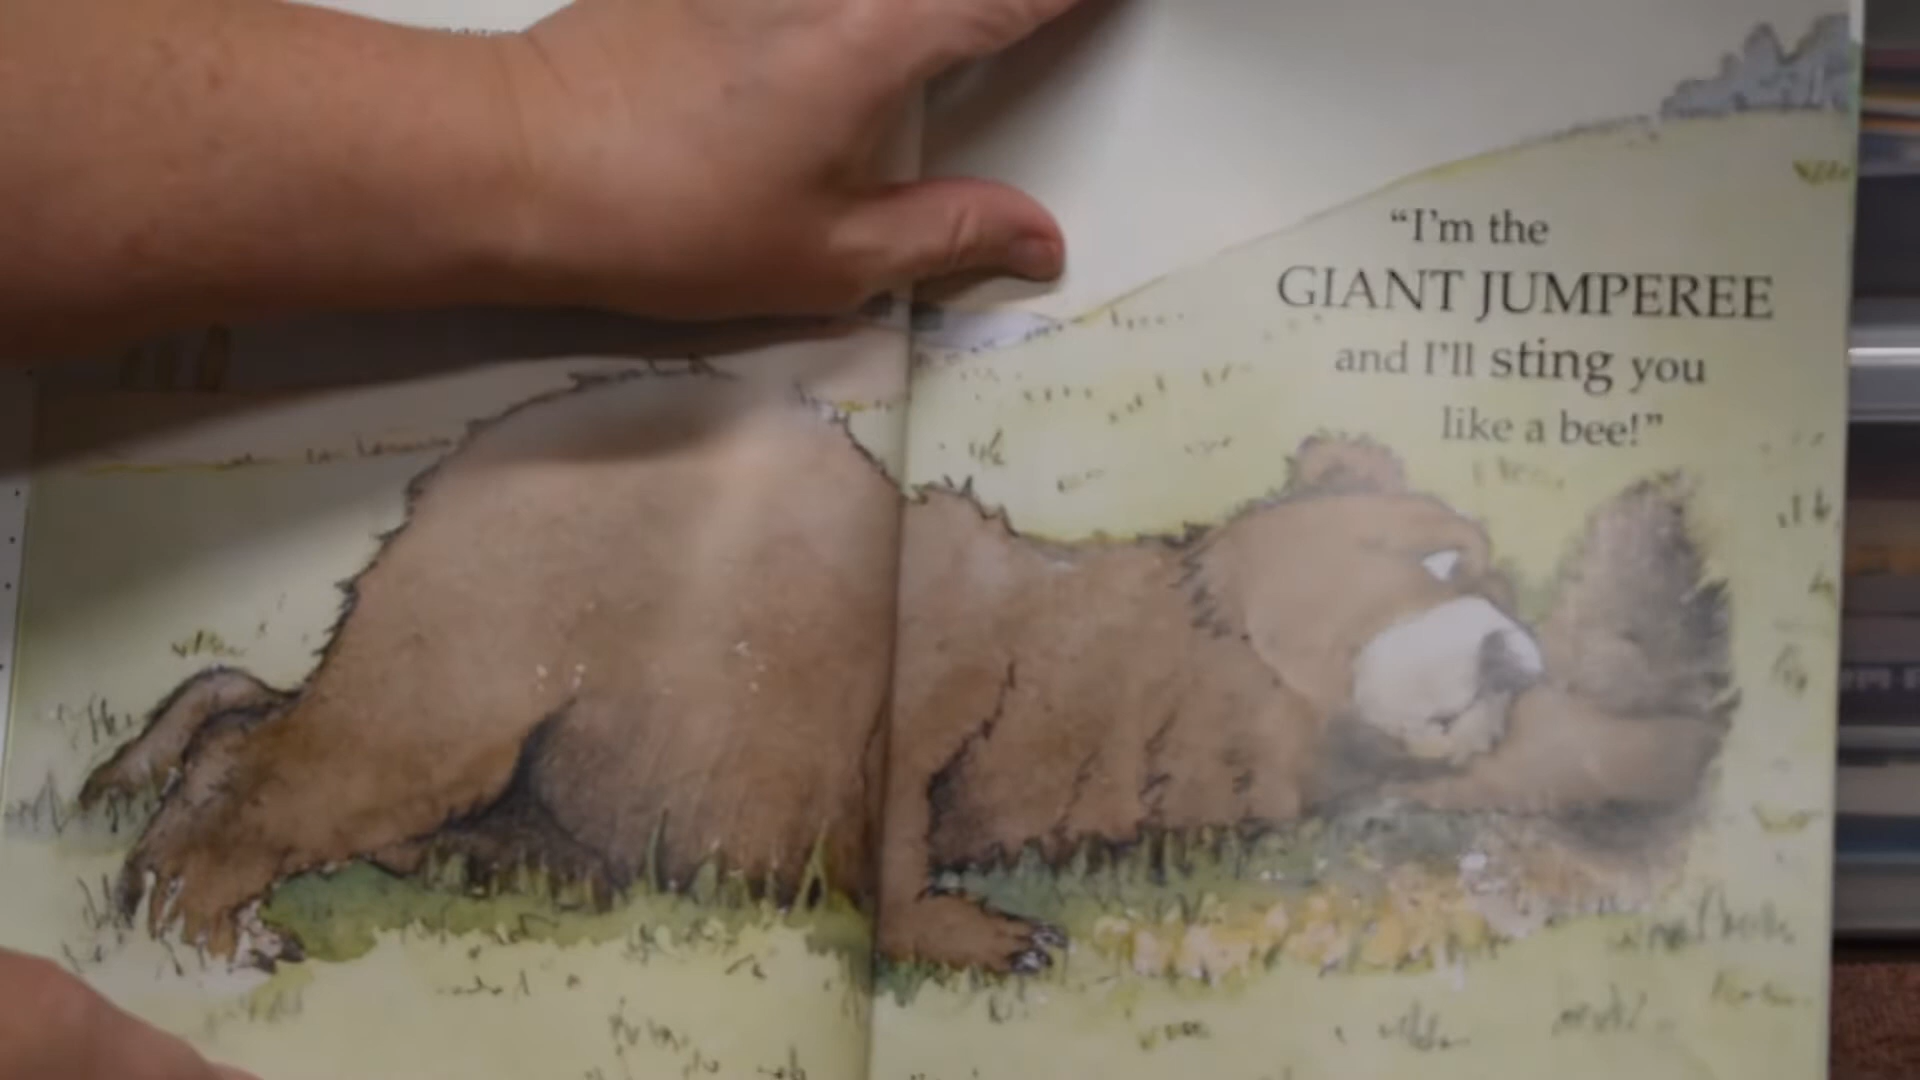 "I'm the
GIANT JUMPEREE
and I'll sting you
like a bee!"